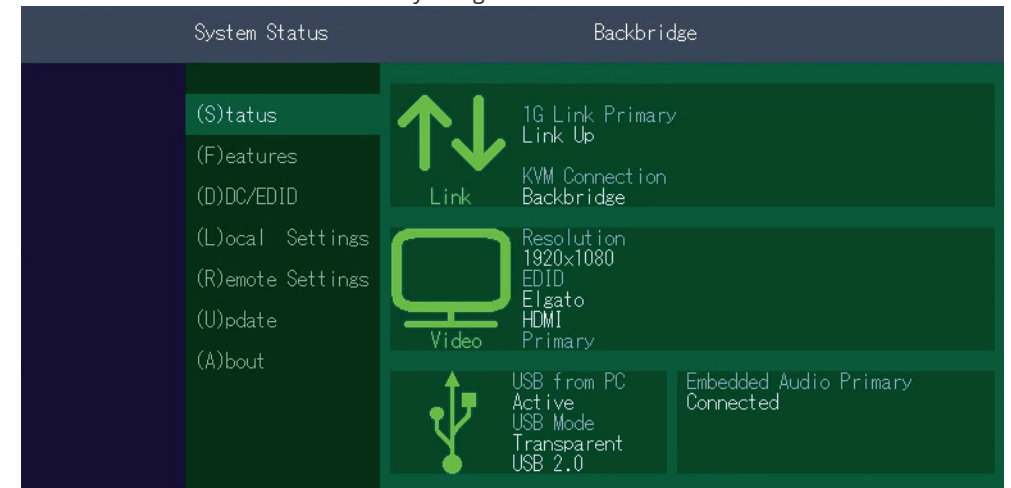 System Status
Backbridge
(S)tatus
(F)eatures
(D)DC/EDID
(L)ocal Settings
(R)emote Settings
(U)pdate
(A)bout
Link
1G Link Primary
Link Up
KVM Connection
Backbridge
Video
Resolution
1920x1080
EDID
Elgato
HDMI
Primary
USB from PC
Active
USB Mode
Transparent
USB 2.0
Embedded Audio Primary
Connected